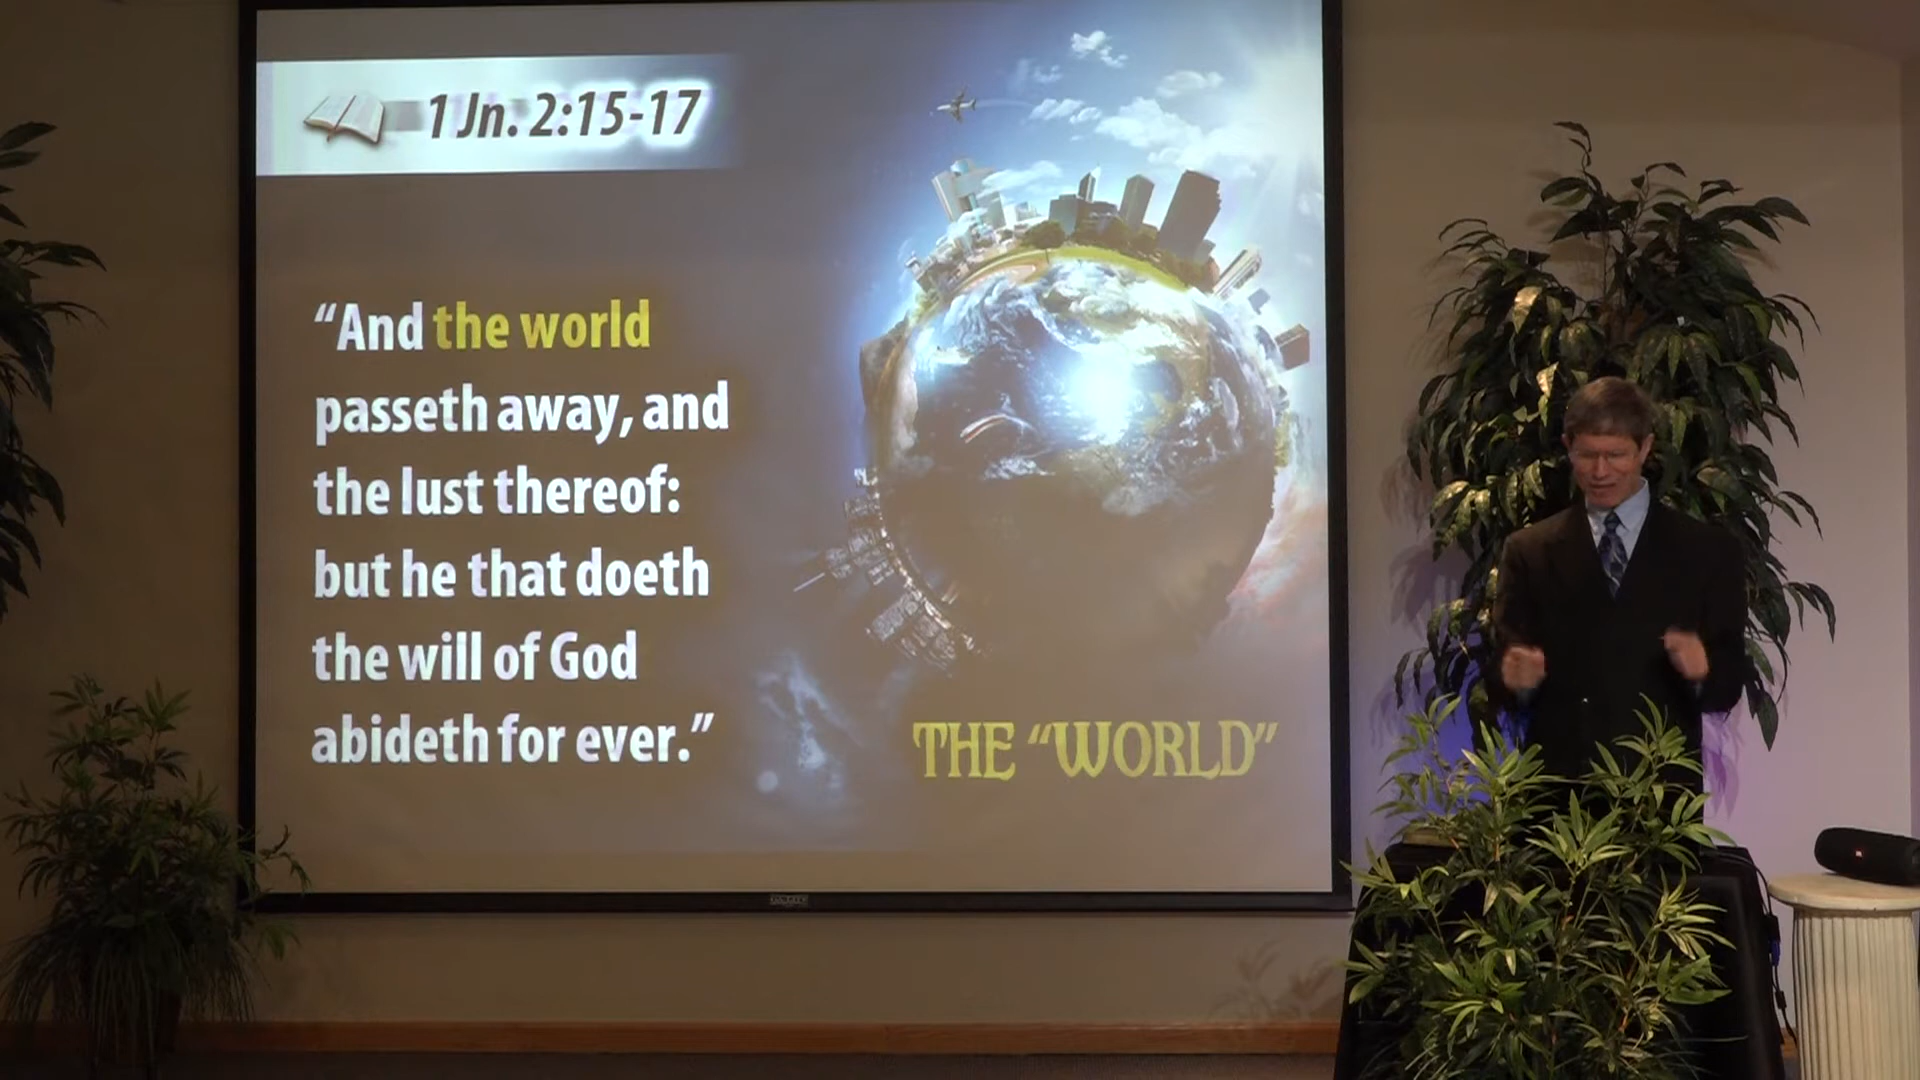 1 Jn. 2:15-17
“And the world
passeth away, and
the lust thereof:
but he that doeth
the will of God
abideth for ever.”
THE “WORLD”
JBL